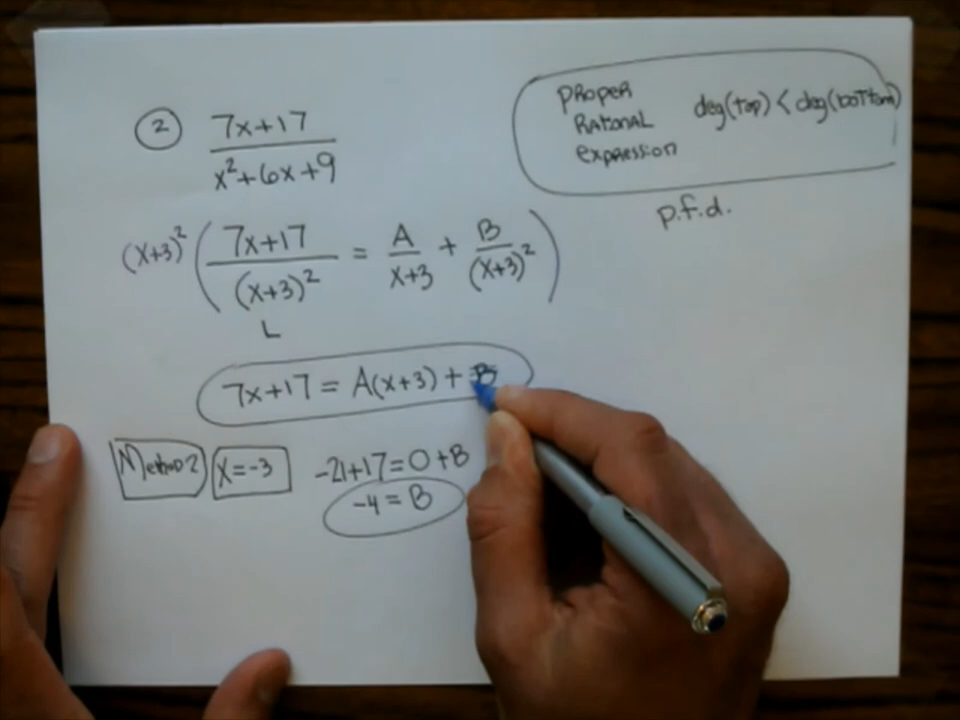 ② 7x+17 / x²+6x+9
PROPER
RATIONAL deg(top) < deg(bottom)
expression
p.f.d.
(x+3)² ( 7x+17 / (x+3)² = A / x+3 + B / (x+3)² )
L
7x+17 = A(x+3) + B
Method 2 x=-3 -21+17=0+B
-4 = B